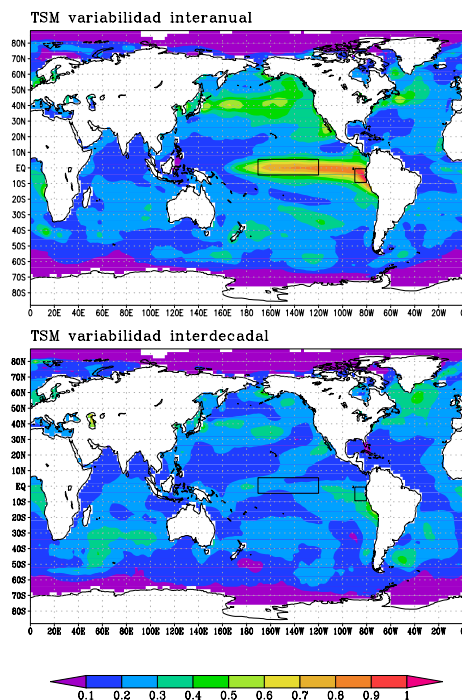 TSM variabilidad interanual
80N
70N
60N
50N
40N
30N
20N
10N
EQ
10S
20S
30S
40S
50S
60S
70S
80S
0 20E 40E 60E 80E 100E 120E 140E 160E 180 160W 140W 120W 100W 80W 60W 40W 20W 0
TSM variabilidad interdecadal
80N
70N
60N
50N
40N
30N
20N
10N
EQ
10S
20S
30S
40S
50S
60S
70S
80S
0 20E 40E 60E 80E 100E 120E 140E 160E 180 160W 140W 120W 100W 80W 60W 40W 20W 0
0.1 0.2 0.3 0.4 0.5 0.6 0.7 0.8 0.9 1